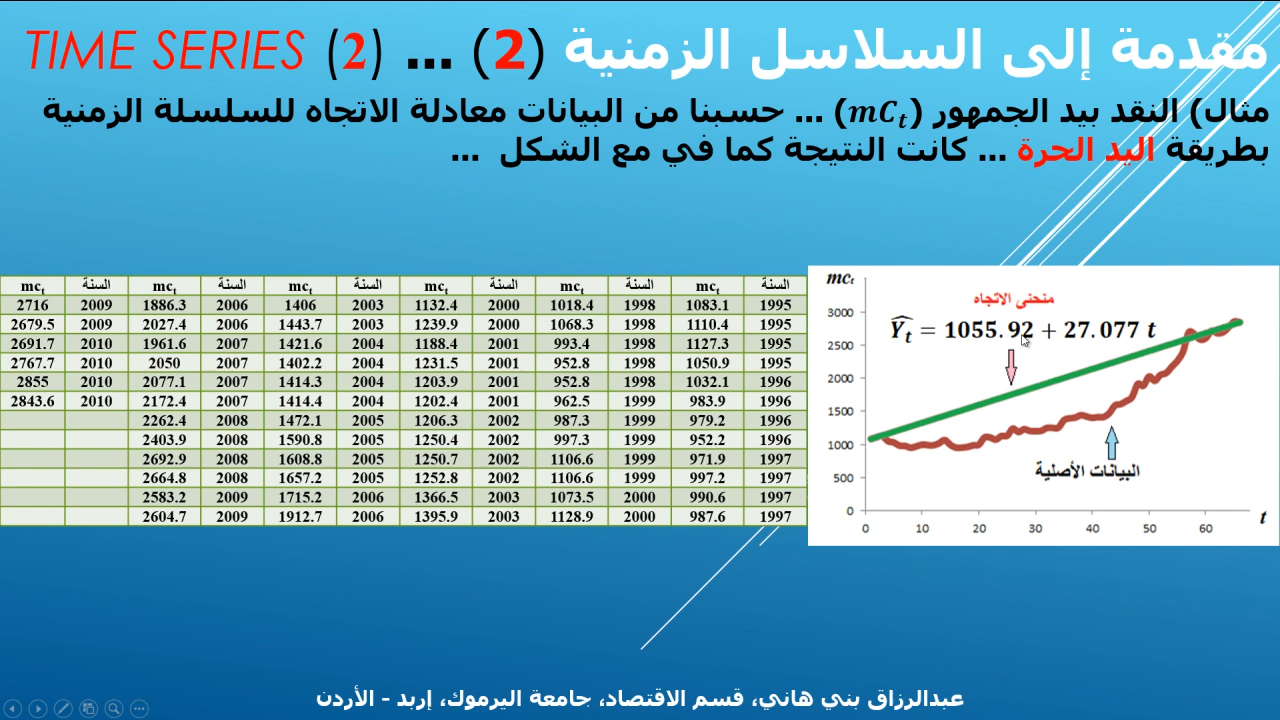 مقدمة إلى السلاسل الزمنية (2) ... TIME SERIES (2)
مثال) النقد بيد الجمهور (mCt) ... حسبنا من البيانات معادلة الاتجاه للسلسلة الزمنية
بطريقة اليد الحرة ... كانت النتيجة كما في مع الشكل ...
mct السنة mct السنة mct السنة mct السنة mct السنة mct السنة
2716 2009 1886.3 2006 1406 2003 1132.4 2000 1018.4 1998 1083.1 1995
2679.5 2009 2027.4 2006 1443.7 2003 1239.9 2000 1068.3 1998 1110.4 1995
2691.7 2010 1961.6 2007 1421.6 2004 1188.4 2001 993.4 1998 1127.3 1995
2767.7 2010 2050 2007 1402.2 2004 1231.5 2001 952.8 1998 1050.9 1995
2855 2010 2077.1 2007 1414.3 2004 1203.9 2001 952.8 1998 1032.1 1996
2843.6 2010 2172.4 2007 1414.4 2004 1202.4 2001 962.5 1999 983.9 1996
2262.4 2008 1472.1 2005 1206.3 2002 987.3 1999 979.2 1996
2403.9 2008 1590.8 2005 1250.4 2002 997.3 1999 952.2 1996
2692.9 2008 1608.8 2005 1250.7 2002 1106.6 1999 971.9 1997
2664.8 2008 1657.2 2005 1252.8 2002 1106.6 1999 997.2 1997
2583.2 2009 1715.2 2006 1366.5 2003 1073.5 2000 990.6 1997
2604.7 2009 1912.7 2006 1395.9 2003 1128.9 2000 987.6 1997
mct
منحنى الاتجاه
Ŷt = 1055.92 + 27.077 t
البيانات الأصلية
3000
2500
2000
1500
1000
500
0
0 10 20 30 40 50 60 t
عبدالرزاق بني هاني، قسم الاقتصاد، جامعة اليرموك، إربد - الأردن